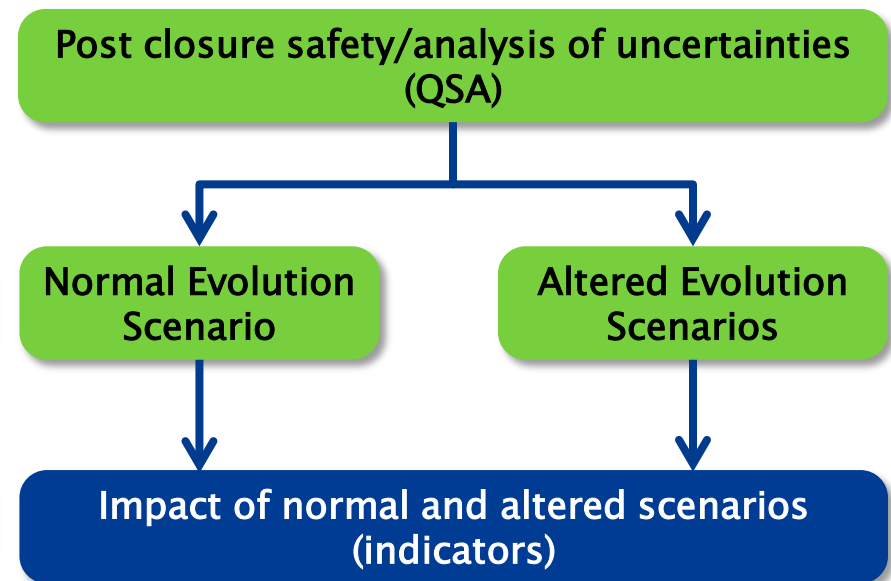 Post closure safety/analysis of uncertainties
(QSA)
Normal Evolution
Scenario
Altered Evolution
Scenarios
Impact of normal and altered scenarios
(indicators)